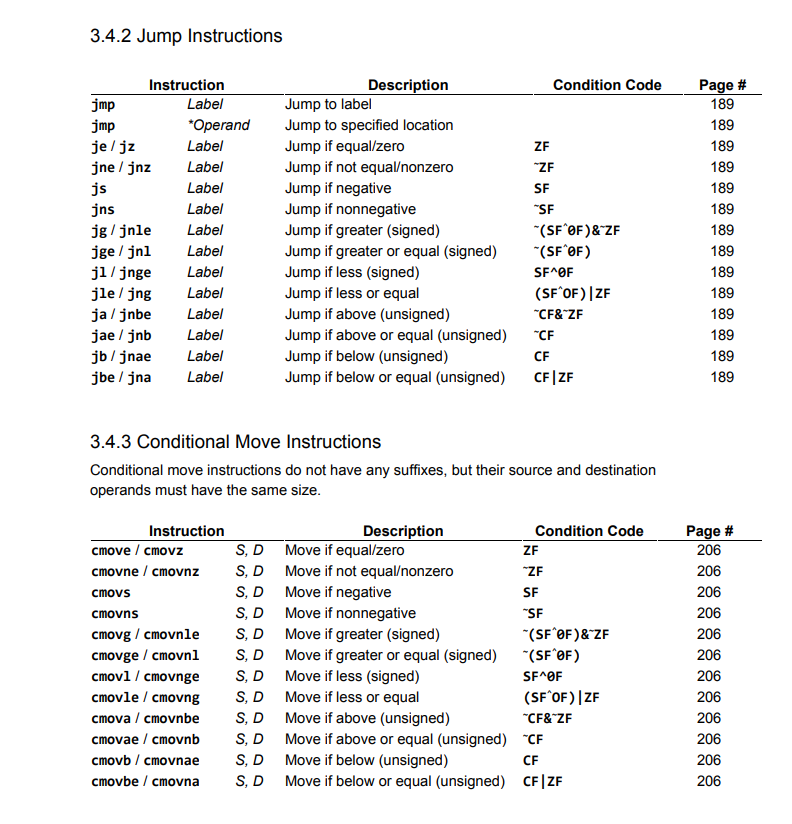 3.4.2 Jump Instructions
Instruction Description Condition Code Page #
jmp Label Jump to label 189
jmp *Operand Jump to specified location 189
je / jz Label Jump if equal/zero ZF 189
jne / jnz Label Jump if not equal/nonzero ~ZF 189
js Label Jump if negative SF 189
jns Label Jump if nonnegative ~SF 189
jg / jnle Label Jump if greater (signed) ~(SF^0F)&~ZF 189
jge / jnl Label Jump if greater or equal (signed) ~(SF^0F) 189
jl / jnge Label Jump if less (signed) SF^0F 189
jle / jng Label Jump if less or equal (SF^OF)|ZF 189
ja / jnbe Label Jump if above (unsigned) ~CF&~ZF 189
jae / jnb Label Jump if above or equal (unsigned) ~CF 189
jb / jnae Label Jump if below (unsigned) CF 189
jbe / jna Label Jump if below or equal (unsigned) CF|ZF 189
3.4.3 Conditional Move Instructions
Conditional move instructions do not have any suffixes, but their source and destination
operands must have the same size.
Instruction Description Condition Code Page #
cmove / cmovz S, D Move if equal/zero ZF 206
cmovne / cmovnz S, D Move if not equal/nonzero ~ZF 206
cmovs S, D Move if negative SF 206
cmovns S, D Move if nonnegative ~SF 206
cmovg / cmovnle S, D Move if greater (signed) ~(SF^0F)&~ZF 206
cmovge / cmovnl S, D Move if greater or equal (signed) ~(SF^0F) 206
cmovl / cmovnge S, D Move if less (signed) SF^0F 206
cmovle / cmovng S, D Move if less or equal (SF^OF)|ZF 206
cmova / cmovnbe S, D Move if above (unsigned) ~CF&~ZF 206
cmovae / cmovnb S, D Move if above or equal (unsigned) ~CF 206
cmovb / cmovnae S, D Move if below (unsigned) CF 206
cmovbe / cmovna S, D Move if below or equal (unsigned) CF|ZF 206